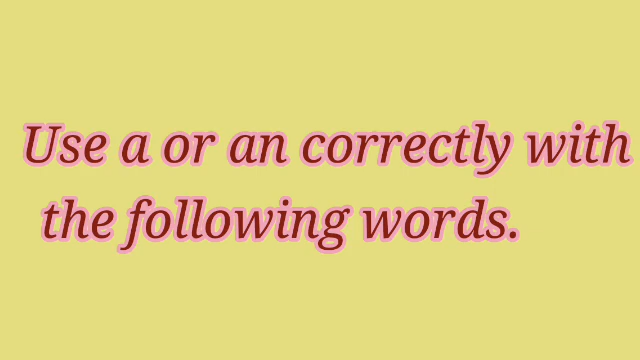 Use a or an correctly with
the following words.